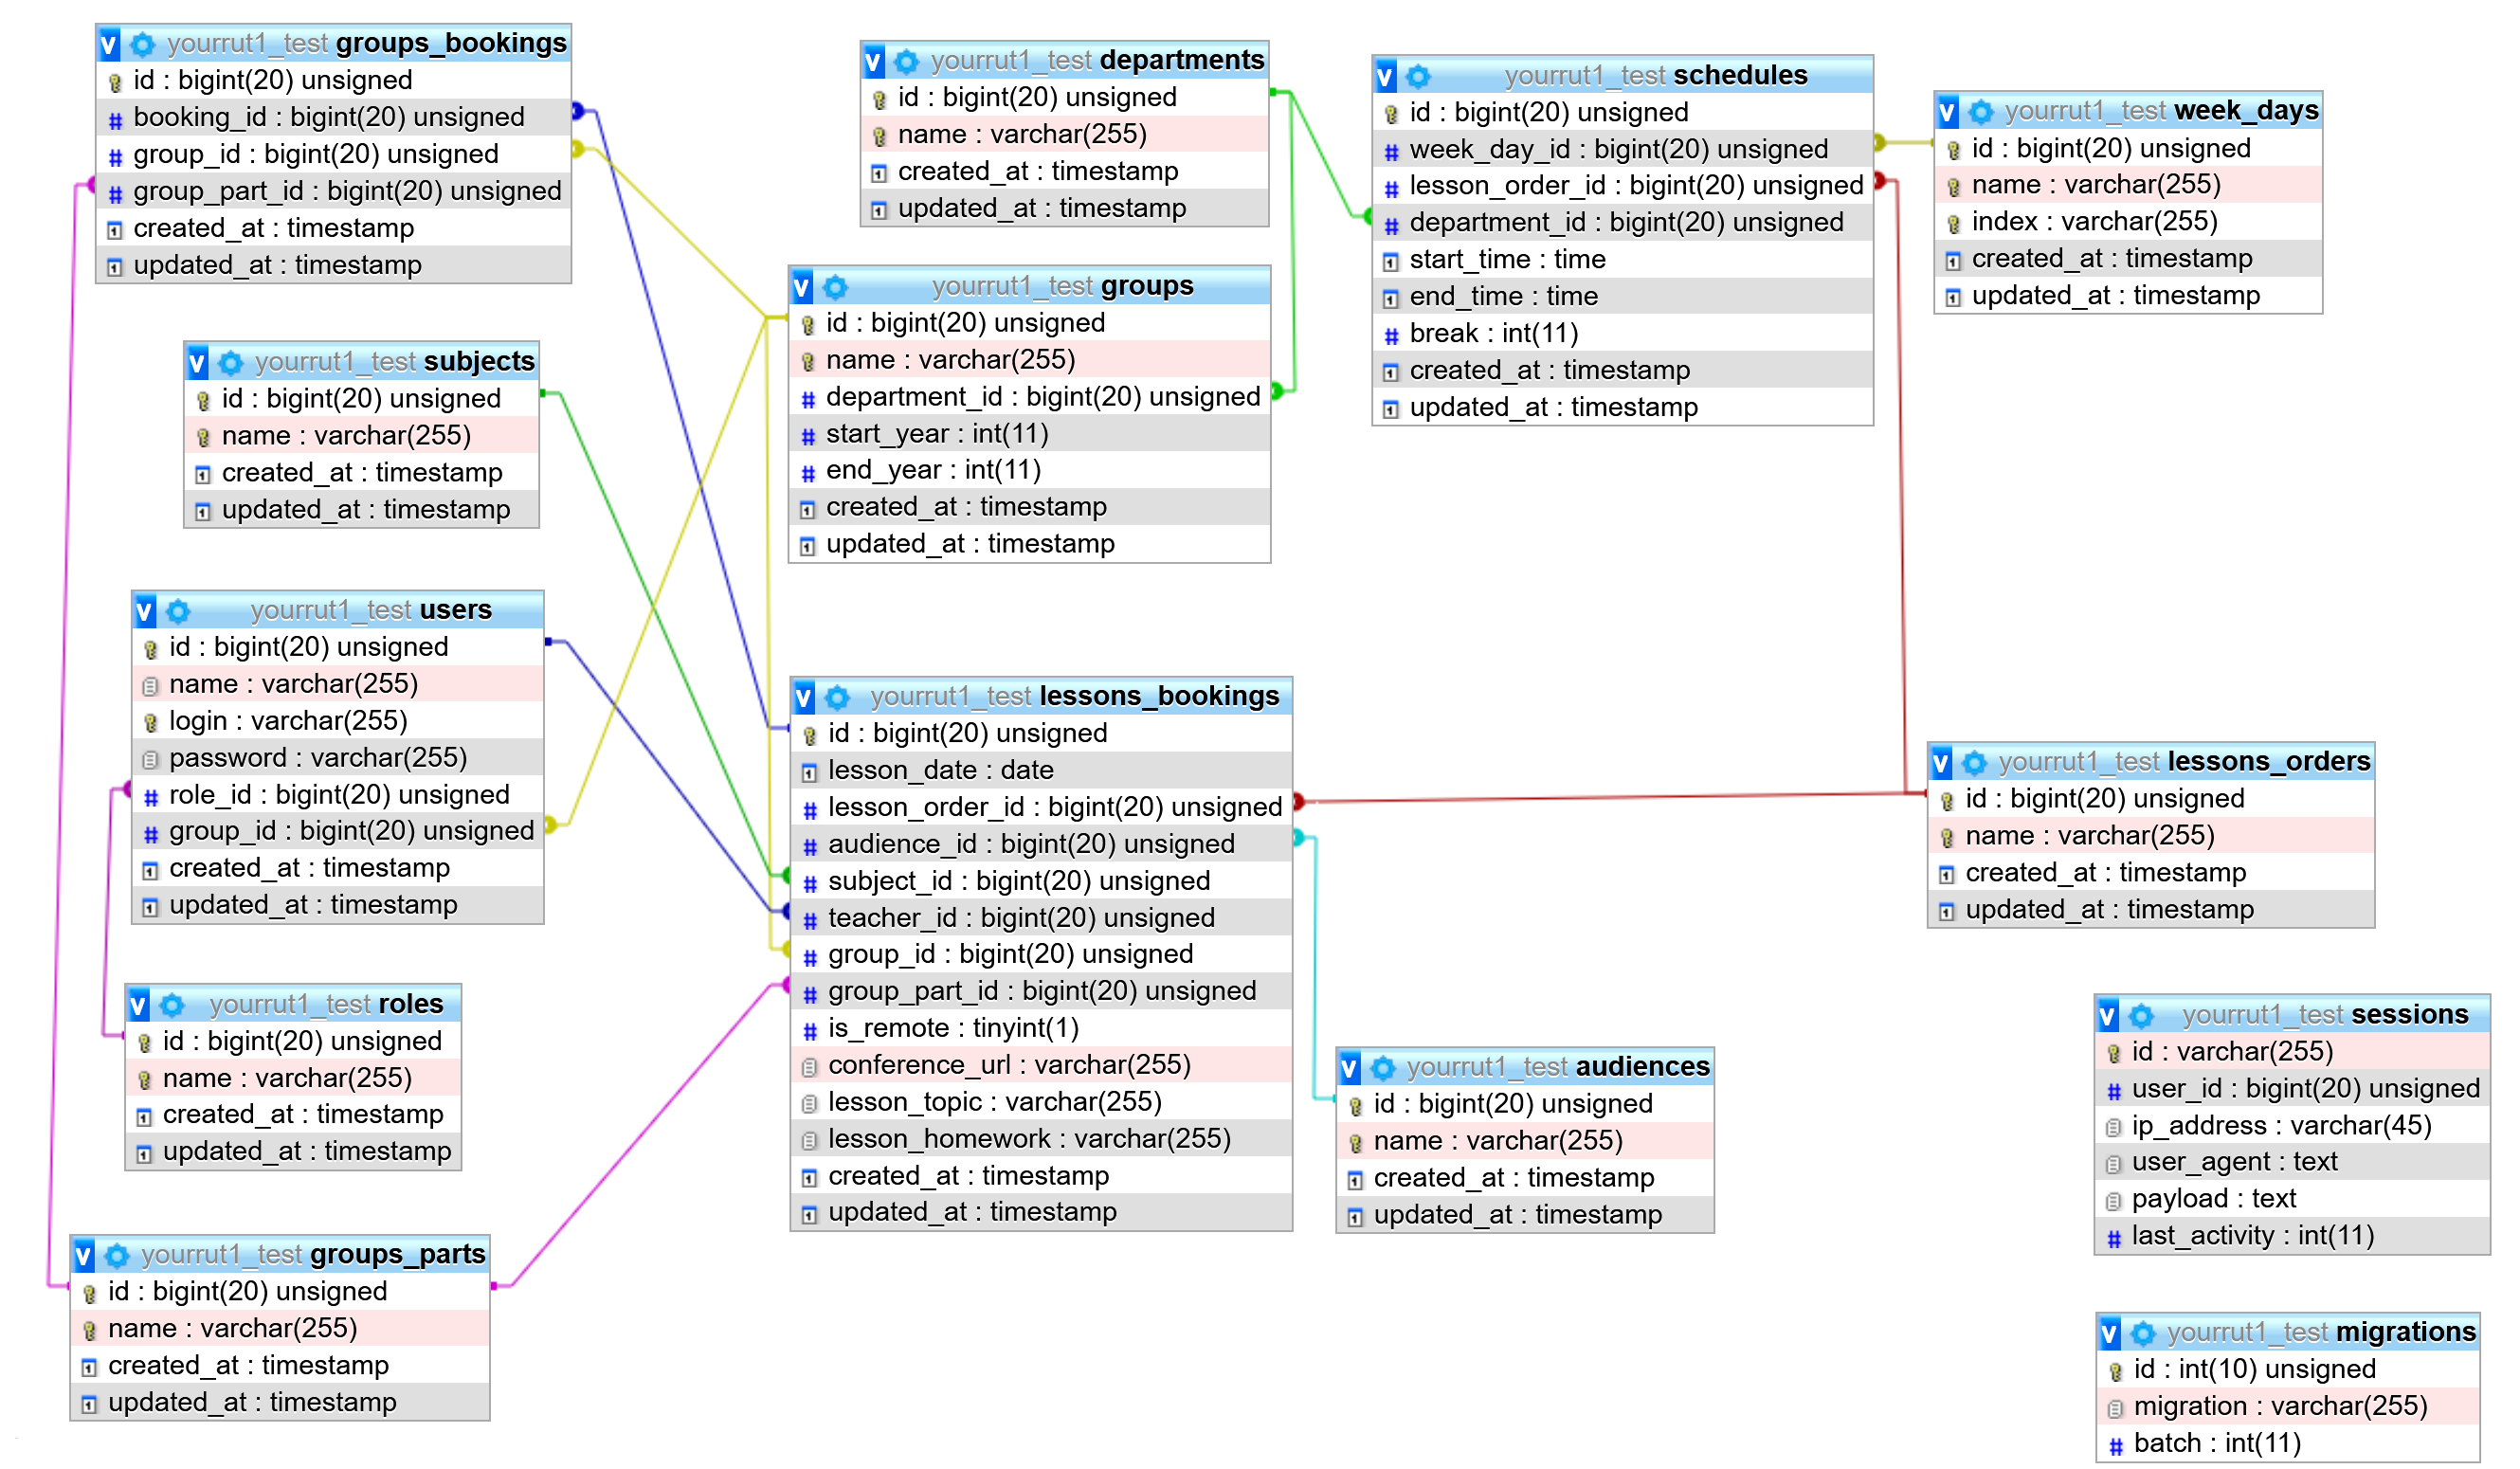 yourrut1_test groups_bookings
id : bigint(20) unsigned
booking_id : bigint(20) unsigned
group_id : bigint(20) unsigned
group_part_id : bigint(20) unsigned
created_at : timestamp
updated_at : timestamp
yourrut1_test departments
id : bigint(20) unsigned
name : varchar(255)
created_at : timestamp
updated_at : timestamp
yourrut1_test schedules
id : bigint(20) unsigned
week_day_id : bigint(20) unsigned
lesson_order_id : bigint(20) unsigned
department_id : bigint(20) unsigned
start_time : time
end_time : time
break : int(11)
created_at : timestamp
updated_at : timestamp
yourrut1_test week_days
id : bigint(20) unsigned
name : varchar(255)
index : varchar(255)
created_at : timestamp
updated_at : timestamp
yourrut1_test groups
id : bigint(20) unsigned
name : varchar(255)
department_id : bigint(20) unsigned
start_year : int(11)
end_year : int(11)
created_at : timestamp
updated_at : timestamp
yourrut1_test subjects
id : bigint(20) unsigned
name : varchar(255)
created_at : timestamp
updated_at : timestamp
yourrut1_test users
id : bigint(20) unsigned
name : varchar(255)
login : varchar(255)
password : varchar(255)
role_id : bigint(20) unsigned
group_id : bigint(20) unsigned
created_at : timestamp
updated_at : timestamp
yourrut1_test lessons_bookings
id : bigint(20) unsigned
lesson_date : date
lesson_order_id : bigint(20) unsigned
audience_id : bigint(20) unsigned
subject_id : bigint(20) unsigned
teacher_id : bigint(20) unsigned
group_id : bigint(20) unsigned
group_part_id : bigint(20) unsigned
is_remote : tinyint(1)
conference_url : varchar(255)
lesson_topic : varchar(255)
lesson_homework : varchar(255)
created_at : timestamp
updated_at : timestamp
yourrut1_test lessons_orders
id : bigint(20) unsigned
name : varchar(255)
created_at : timestamp
updated_at : timestamp
yourrut1_test roles
id : bigint(20) unsigned
name : varchar(255)
created_at : timestamp
updated_at : timestamp
yourrut1_test audiences
id : bigint(20) unsigned
name : varchar(255)
created_at : timestamp
updated_at : timestamp
yourrut1_test sessions
id : varchar(255)
user_id : bigint(20) unsigned
ip_address : varchar(45)
user_agent : text
payload : text
last_activity : int(11)
yourrut1_test groups_parts
id : bigint(20) unsigned
name : varchar(255)
created_at : timestamp
updated_at : timestamp
yourrut1_test migrations
id : int(10) unsigned
migration : varchar(255)
batch : int(11)